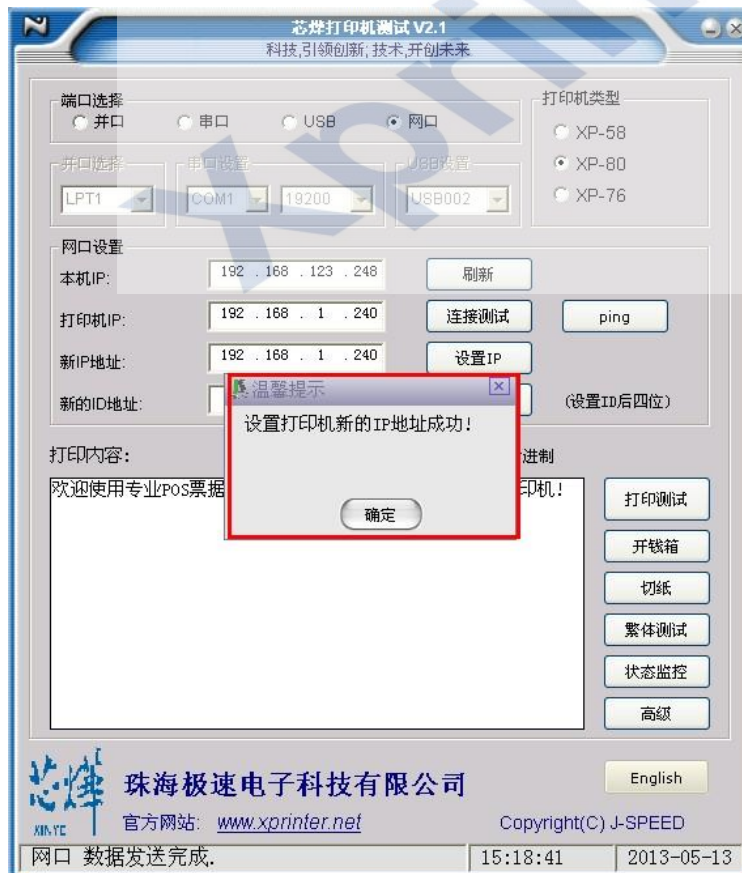 芯烨打印机测试 V2.1
科技,引领创新; 技术,开创未来
端口选择
并口 串口 USB 网口
打印机类型
XP-58
XP-80
XP-76
并口选择 串口设置 USB设置
LPT1 COM1 19200 USB002
网口设置
本机IP: 192 . 168 . 123 . 248 刷新
打印机IP: 192 . 168 . 1 . 240 连接测试 ping
新IP地址: 192 . 168 . 1 . 240 设置IP
新的ID地址: (设置ID后四位)
温馨提示
设置打印机新的IP地址成功!
确定
打印内容: 进制
欢迎使用专业POS票据 印机!
打印测试
开钱箱
切纸
繁体测试
状态监控
高级
芯烨
XINYE
珠海极速电子科技有限公司
English
官方网站: www.xprinter.net
Copyright(C) J-SPEED
网口 数据发送完成. 15:18:41 2013-05-13